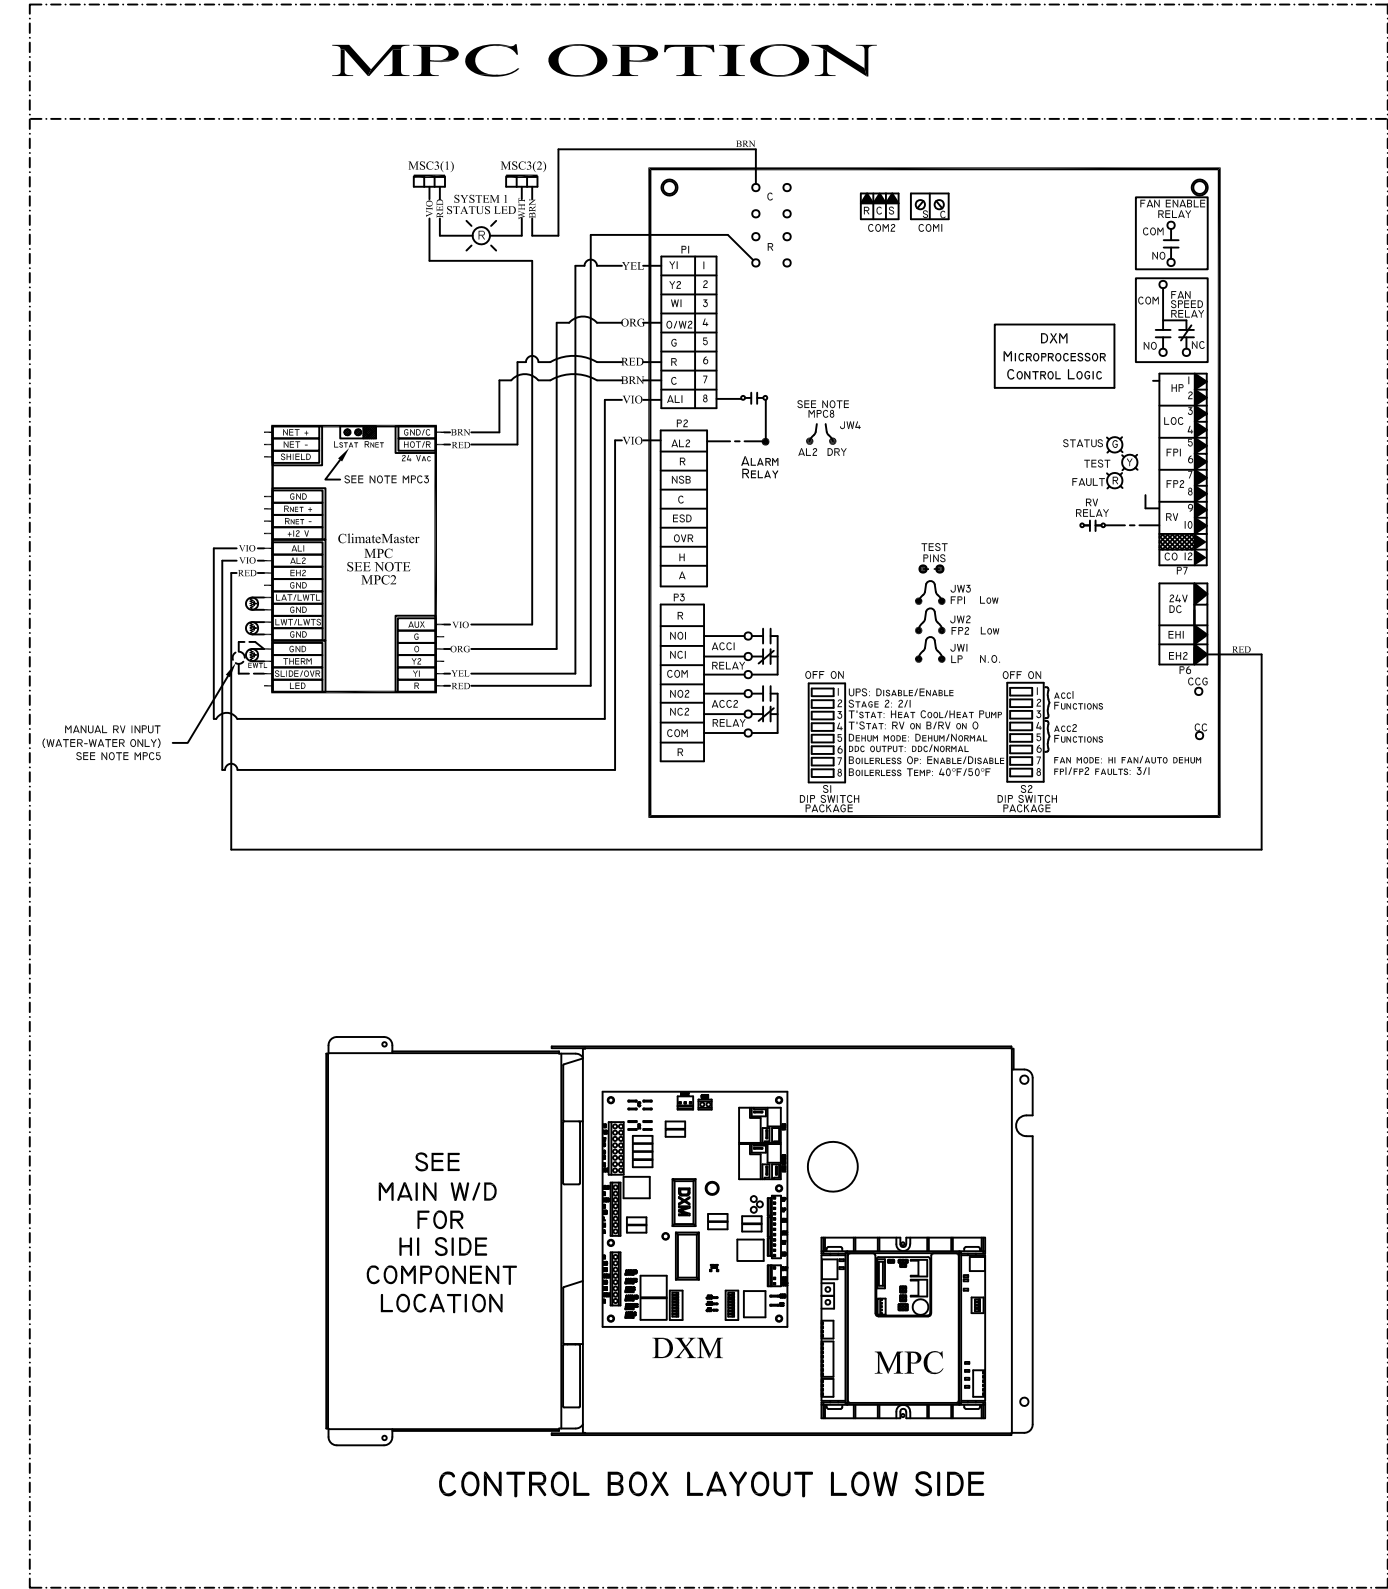 MPC OPTION
MSC3(1)
MSC3(2)
BRN
VIO
RED
SYSTEM 1
STATUS LED
WHT
BRN
R
C
R
R C S
COM2
S C
COM1
FAN ENABLE
RELAY
COM
NO
COM
FAN
SPEED
RELAY
NO
NC
P1
YEL
Y1 1
Y2 2
W1 3
ORG
O/W2 4
G 5
RED
R 6
BRN
C 7
VIO
AL1 8
P2
VIO
AL2
R
NSB
C
ESD
OVR
H
A
P3
R
NO1
NC1
COM
NO2
NC2
COM
R
ACC1
RELAY
ACC2
RELAY
ALARM
RELAY
SEE NOTE
MPC8
JW4
AL2 DRY
DXM
MICROPROCESSOR
CONTROL LOGIC
STATUS G
TEST Y
FAULT R
RV
RELAY
HP 1
2
LOC 3
4
FP1 5
6
FP2 7
8
RV 9
10
CO 12
P7
24V
DC
EH1
EH2
P6
RED
CCG
CC
TEST
PINS
JW3
FP1 LOW
JW2
FP2 LOW
JW1
LP N.O.
OFF ON
1 UPS: DISABLE/ENABLE
2 STAGE 2: 2/1
3 T'STAT: HEAT COOL/HEAT PUMP
4 T'STAT: RV ON B/RV ON O
5 DEHUM MODE: DEHUM/NORMAL
6 DDC OUTPUT: DDC/NORMAL
7 BOILERLESS OP: ENABLE/DISABLE
8 BOILERLESS TEMP: 40°F/50°F
S1
DIP SWITCH
PACKAGE
OFF ON
1
2
3
4
5
6
7 FAN MODE: HI FAN/AUTO DEHUM
8 FP1/FP2 FAULTS: 3/1
ACC1
FUNCTIONS
ACC2
FUNCTIONS
S2
DIP SWITCH
PACKAGE
NET +
NET -
SHIELD
LSTAT RNET
GND/C BRN
HOT/R RED
24 VAC
SEE NOTE MPC3
GND
RNET +
RNET -
+12 V
VIO AL1
VIO AL2
RED EH2
GND
LAT/LWTL
GND
LWT/LWTS
GND
GND
THERM
EWTL
SLIDE/OVR
LED
ClimateMaster
MPC
SEE NOTE
MPC2
AUX VIO
G
O ORG
Y2
Y1 YEL
R RED
MANUAL RV INPUT
(WATER-WATER ONLY)
SEE NOTE MPC5
SEE
MAIN W/D
FOR
HI SIDE
COMPONENT
LOCATION
DXM
DXM
MPC
CONTROL BOX LAYOUT LOW SIDE